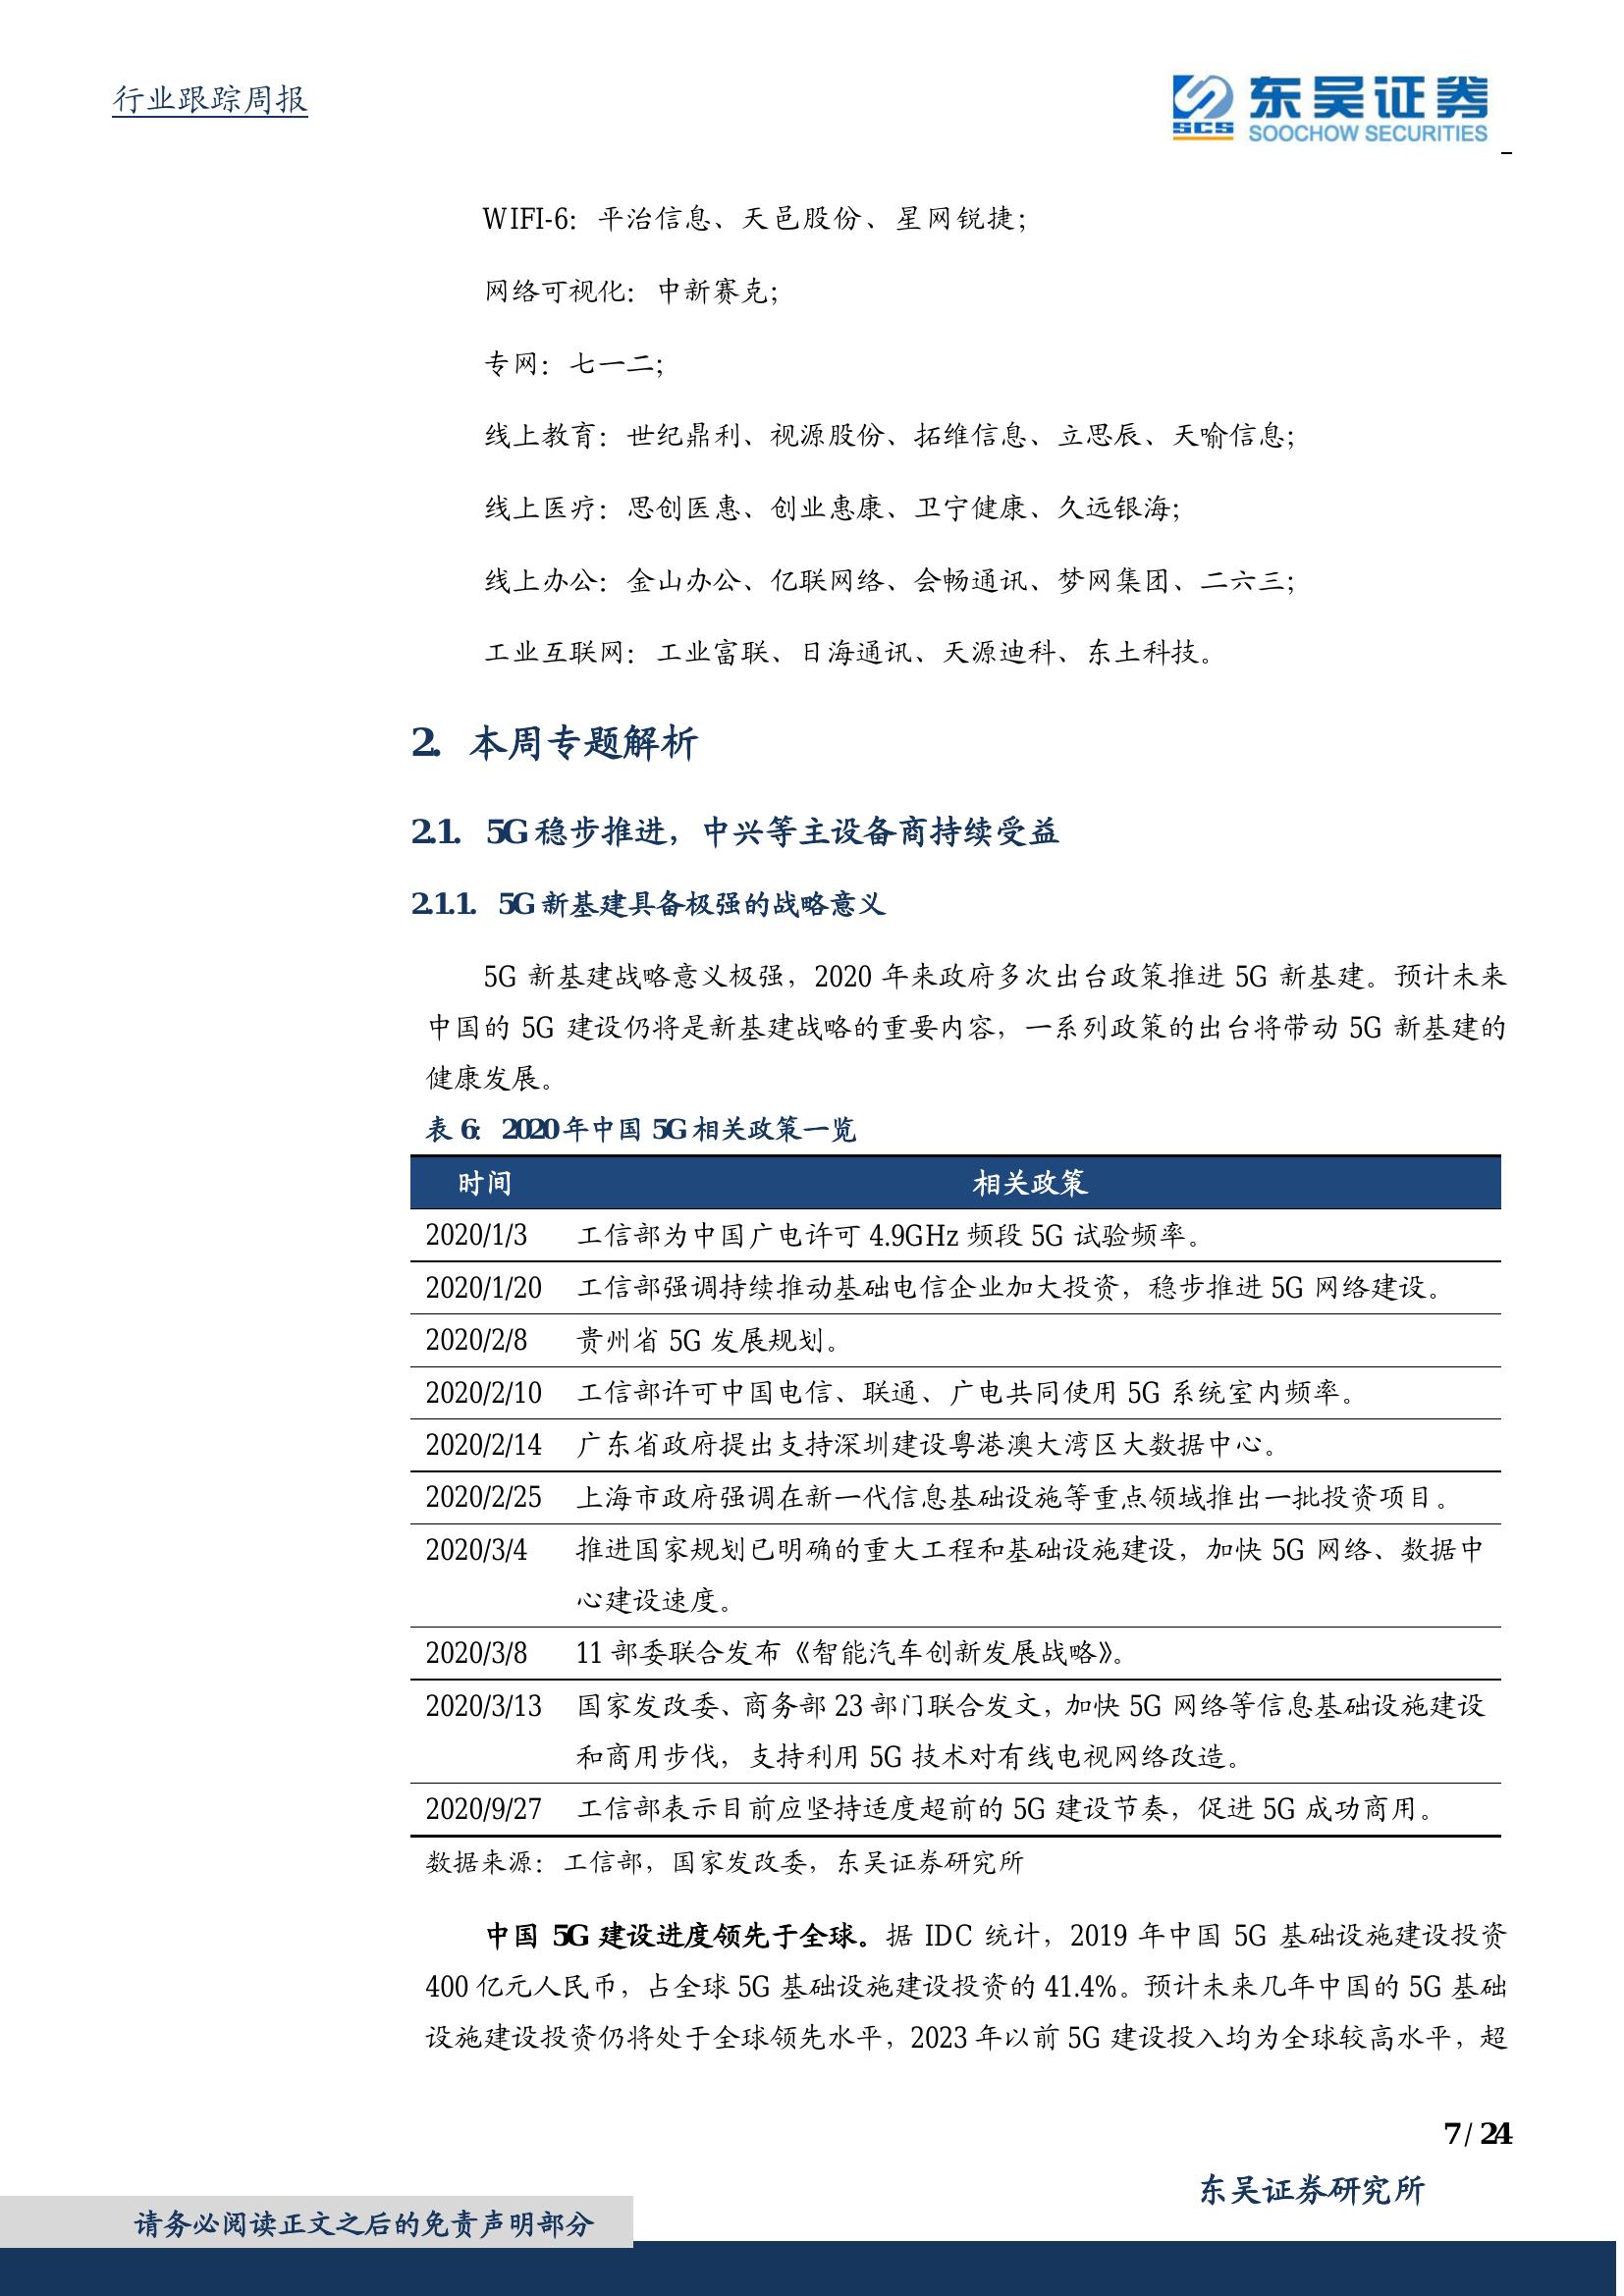 行业跟踪周报
SCS
东吴证券
SOOCHOW SECURITIES
WIFI-6：平治信息、天邑股份、星网锐捷；
网络可视化：中新赛克；
专网：七一二；
线上教育：世纪鼎利、视源股份、拓维信息、立思辰、天喻信息；
线上医疗：思创医惠、创业惠康、卫宁健康、久远银海；
线上办公：金山办公、亿联网络、会畅通讯、梦网集团、二六三；
工业互联网：工业富联、日海通讯、天源迪科、东土科技。
2. 本周专题解析
2.1. 5G 稳步推进，中兴等主设备商持续受益
2.1.1. 5G 新基建具备极强的战略意义
5G 新基建战略意义极强，2020 年来政府多次出台政策推进 5G 新基建。预计未来
中国的 5G 建设仍将是新基建战略的重要内容，一系列政策的出台将带动 5G 新基建的
健康发展。
表 6：2020 年中国 5G 相关政策一览
时间 相关政策
2020/1/3 工信部为中国广电许可 4.9GHz 频段 5G 试验频率。
2020/1/20 工信部强调持续推动基础电信企业加大投资，稳步推进 5G 网络建设。
2020/2/8 贵州省 5G 发展规划。
2020/2/10 工信部许可中国电信、联通、广电共同使用 5G 系统室内频率。
2020/2/14 广东省政府提出支持深圳建设粤港澳大湾区大数据中心。
2020/2/25 上海市政府强调在新一代信息基础设施等重点领域推出一批投资项目。
2020/3/4 推进国家规划已明确的重大工程和基础设施建设，加快 5G 网络、数据中
心建设速度。
2020/3/8 11 部委联合发布《智能汽车创新发展战略》。
2020/3/13 国家发改委、商务部 23 部门联合发文，加快 5G 网络等信息基础设施建设
和商用步伐，支持利用 5G 技术对有线电视网络改造。
2020/9/27 工信部表示目前应坚持适度超前的 5G 建设节奏，促进 5G 成功商用。
数据来源：工信部，国家发改委，东吴证券研究所
中国 5G 建设进度领先于全球。据 IDC 统计，2019 年中国 5G 基础设施建设投资
400 亿元人民币，占全球 5G 基础设施建设投资的 41.4%。预计未来几年中国的 5G 基础
设施建设投资仍将处于全球领先水平，2023 年以前 5G 建设投入均为全球较高水平，超
7 / 24
东吴证券研究所
请务必阅读正文之后的免责声明部分